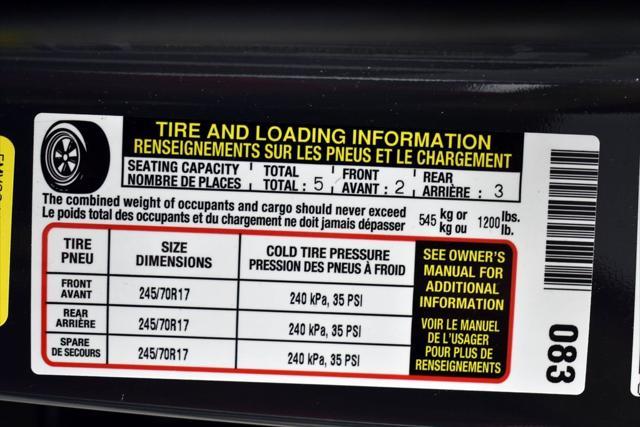 TIRE AND LOADING INFORMATION
RENSEIGNEMENTS SUR LES PNEUS ET LE CHARGEMENT
SEATING CAPACITY TOTAL FRONT REAR
NOMBRE DE PLACES TOTAL : 5 AVANT : 2 ARRIÈRE : 3
The combined weight of occupants and cargo should never exceed 545 kg or 1200 lbs.
Le poids total des occupants et du chargement ne doit jamais dépasser kg ou lb.
TIRE SIZE COLD TIRE PRESSURE
PNEU DIMENSIONS PRESSION DES PNEUS À FROID
FRONT
AVANT 245/70R17 240 kPa, 35 PSI
REAR
ARRIÈRE 245/70R17 240 kPa, 35 PSI
SPARE
DE SECOURS 245/70R17 240 kPa, 35 PSI
SEE OWNER'S
MANUAL FOR
ADDITIONAL
INFORMATION
VOIR LE MANUEL
DE L'USAGER
POUR PLUS DE
RENSEIGNEMENTS
083